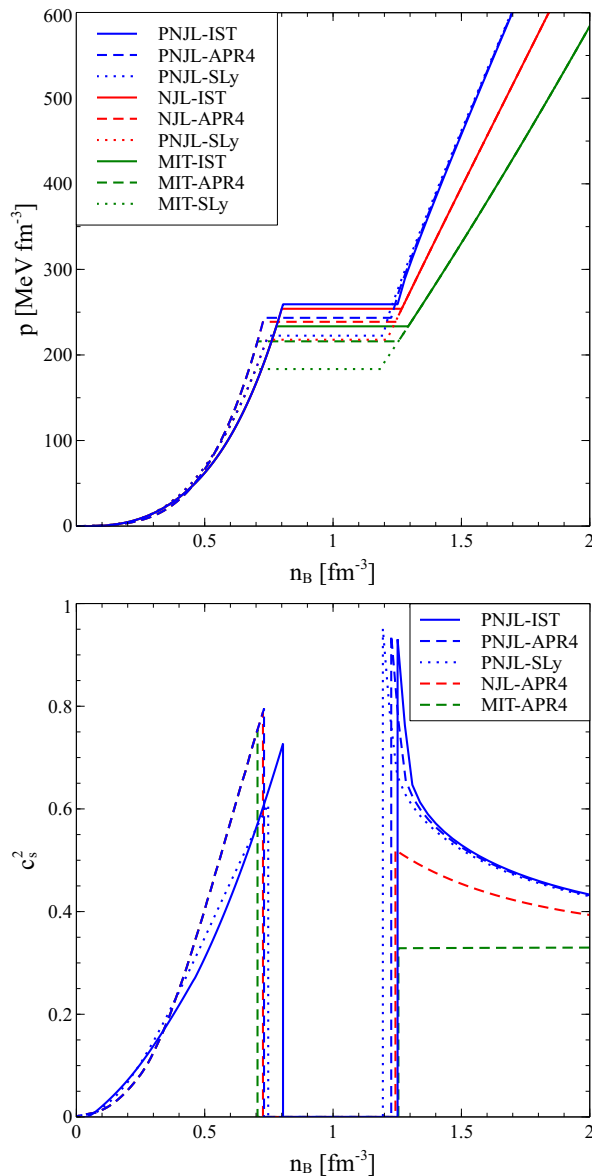 600
500
400
300
200
100
0
p [MeV fm-3]
PNJL-IST
PNJL-APR4
PNJL-SLy
NJL-IST
NJL-APR4
PNJL-SLy
MIT-IST
MIT-APR4
MIT-SLy
0.5
1
1.5
2
nB [fm-3]
1
0.8
0.6
0.4
0.2
0
cs2
PNJL-IST
PNJL-APR4
PNJL-SLy
NJL-APR4
MIT-APR4
0
0.5
1
1.5
2
nB [fm-3]